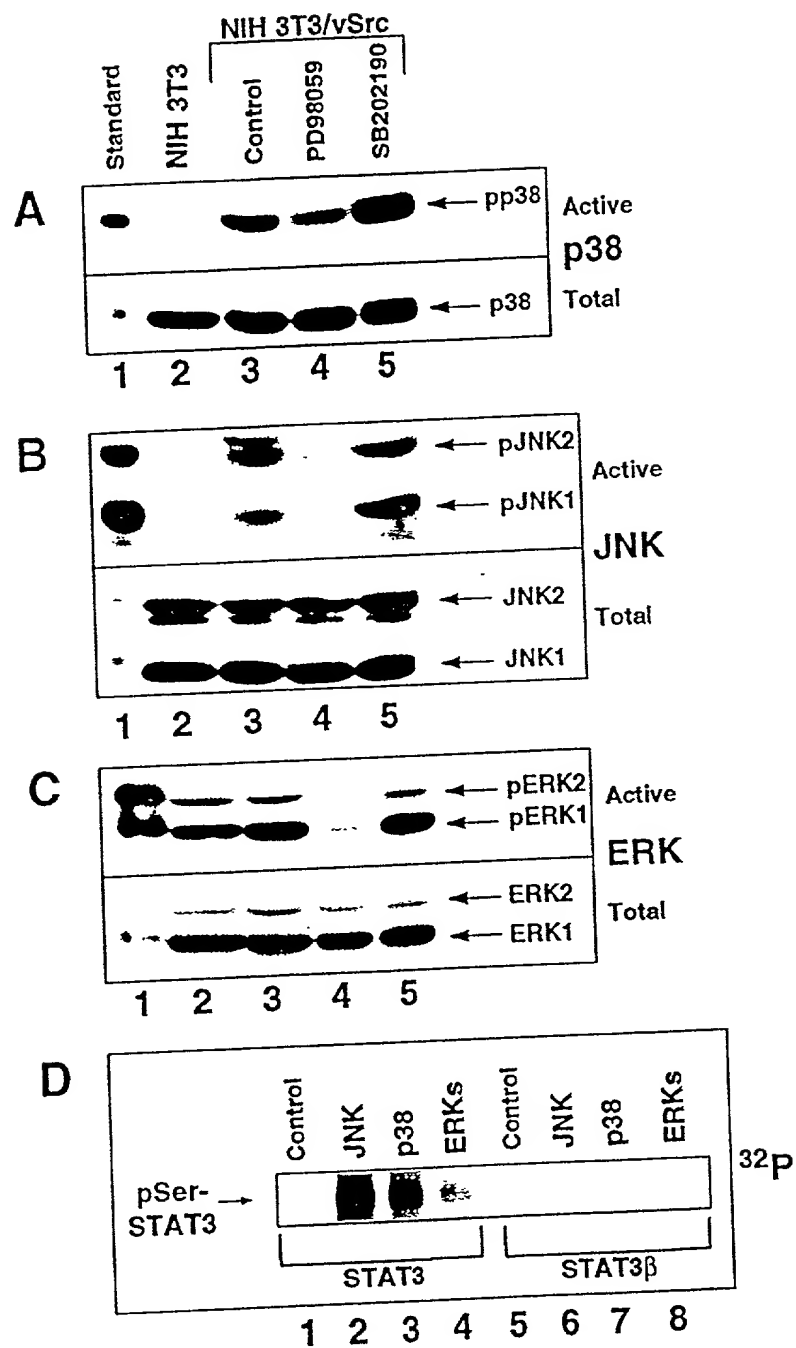 NIH 3T3/vSrc
Standard
NIH 3T3
Control
PD98059
SB202190
A
pp38
Active
p38
p38
Total
1 2 3 4 5
B
pJNK2
Active
pJNK1
JNK
JNK2
Total
JNK1
1 2 3 4 5
C
pERK2
Active
pERK1
ERK
ERK2
Total
ERK1
1 2 3 4 5
D
Control
JNK
p38
ERKs
Control
JNK
p38
ERKs
32P
pSer-
STAT3
STAT3
STAT3β
1 2 3 4 5 6 7 8